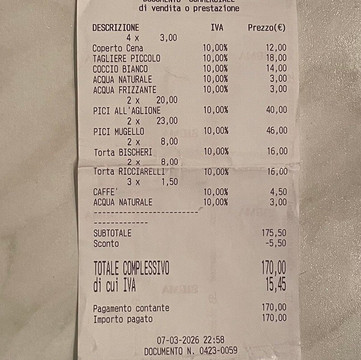 DOCUMENTO COMMERCIALE
di vendita o prestazione
DESCRIZIONE IVA Prezzo(€)
4 x 3,00
Coperto Cena 10,00% 12,00
TAGLIERE PICCOLO 10,00% 18,00
COCCIO BIANCO 10,00% 14,00
ACQUA NATURALE 10,00% 3,00
ACQUA FRIZZANTE 10,00% 3,00
2 x 20,00
PICI ALL'AGLIONE 10,00% 40,00
2 x 23,00
PICI MUGELLO 10,00% 46,00
2 x 8,00
Torta BISCHERI 10,00% 16,00
2 x 8,00
Torta RICCIARELLI 10,00% 16,00
3 x 1,50
CAFFE' 10,00% 4,50
ACQUA NATURALE 10,00% 3,00
SUBTOTALE 175,50
Sconto -5,50
TOTALE COMPLESSIVO 170,00
di cui IVA 15,45
Pagamento contante 170,00
Importo pagato 170,00
07-03-2026 22:58
DOCUMENTO N. 0423-0059